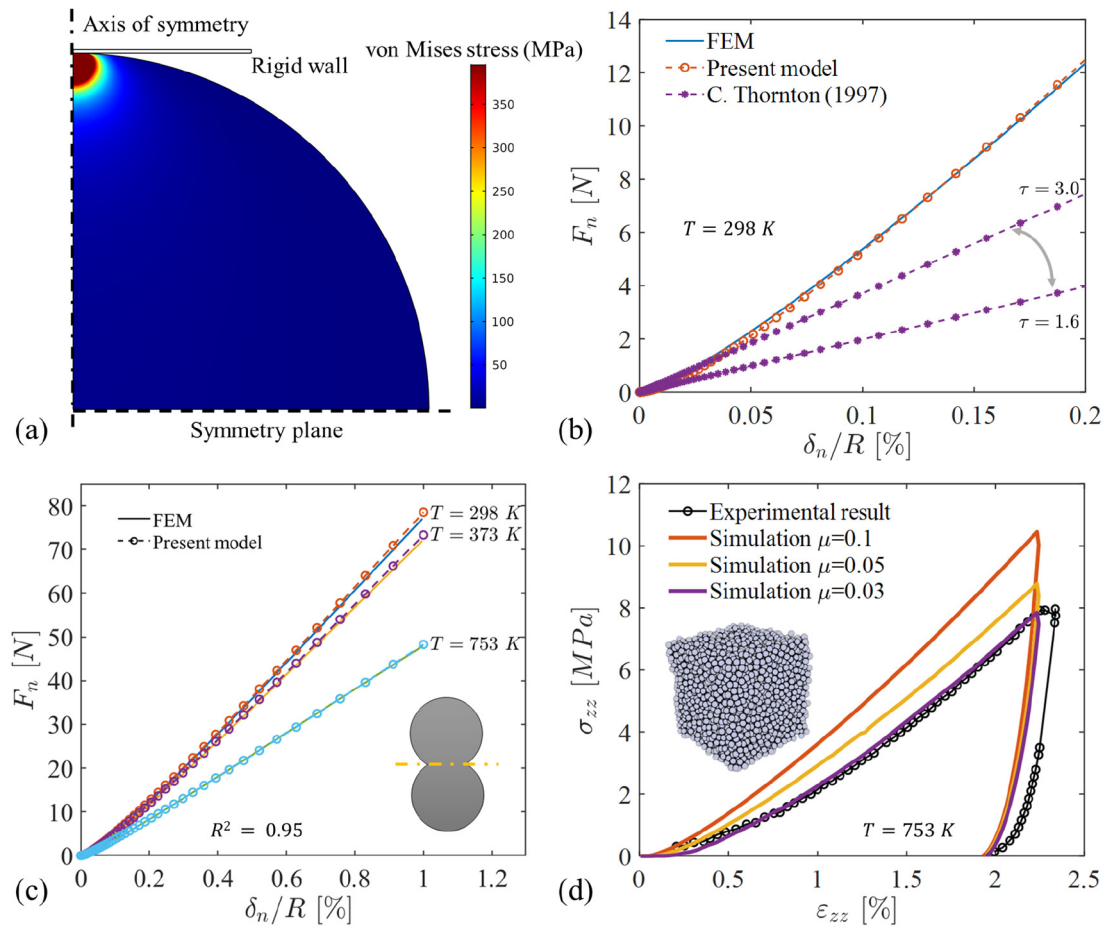 Axis of symmetry
von Mises stress (MPa)
Rigid wall
350
300
250
200
150
100
50
Symmetry plane
(a)
14
12
10
8
6
4
2
0
F_n [N]
FEM
Present model
C. Thornton (1997)
τ = 3.0
T = 298 K
τ = 1.6
0 0.05 0.1 0.15 0.2
δ_n/R [%]
(b)
80
70
60
50
40
30
20
10
0
F_n [N]
FEM
Present model
T = 298 K
T = 373 K
T = 753 K
R² = 0.95
0 0.2 0.4 0.6 0.8 1 1.2
δ_n/R [%]
(c)
12
10
8
6
4
2
0
σ_zz [MPa]
Experimental result
Simulation μ=0.1
Simulation μ=0.05
Simulation μ=0.03
T = 753 K
0 0.5 1 1.5 2 2.5
ε_zz [%]
(d)